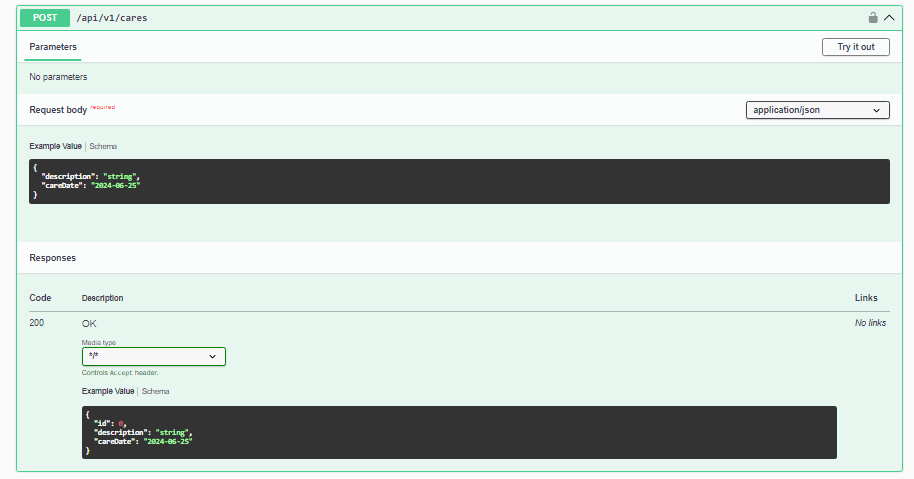 POST /api/v1/cares
Parameters Try it out
No parameters
Request body required application/json
Example Value | Schema
{
"description": "string",
"careDate": "2024-06-25"
}
Responses
Code Description Links
200 OK No links
Media type
*/*
Controls Accept header.
Example Value | Schema
{
"id": 0,
"description": "string",
"careDate": "2024-06-25"
}